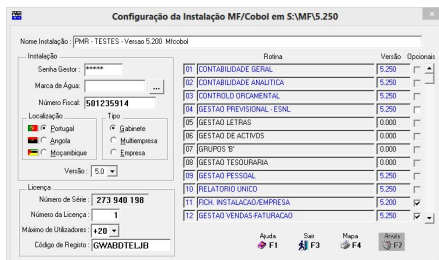 Configuração da Instalação MF/Cobol em S:\MF\5.250
Nome Instalação : PMR - TESTES - Versao 5.200 Mfcobol
Instalação
Senha Gestor : *****
Marca de Água: ...
Número Fiscal: 501235914
Localização Tipo
Portugal Gabinete
Angola Multiempresa
Moçambique Empresa
Versão : 5.0
Licença
Número de Série : 273 940 198
Número da Licença : 1
Máximo de Utilizadores : +20
Código de Registo : GWABDTELJB
Rotina Versão Opcionais
01 CONTABILIDADE GERAL 5.250
02 CONTABILIDADE ANALITICA 5.250
03 CONTROLO ORCAMENTAL 5.250
04 GESTAO PREVISIONAL - ESNL 5.250
05 GESTAO LETRAS 0.000
06 GESTAO DE ACTIVOS 0.000
07 GRUPOS 'B' 0.000
08 GESTAO TESOURARIA 0.000
09 GESTAO PESSOAL 5.250
10 RELATORIO UNICO 5.250
11 FICH. INSTALACAO/EMPRESA 5.250
12 GESTAO VENDAS-FATURACAO 5.250
Ajuda Sair Mapa Anula
F1 F3 F4 F2